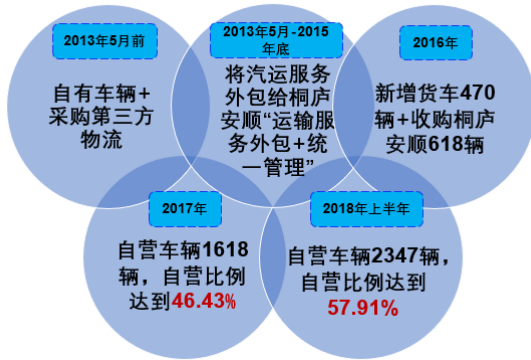 2013年5月前
自有车辆+
采购第三方
物流
2013年5月-2015
年底
将汽运服务
外包给桐庐
安顺“运输服
务外包+统
一管理”
2016年
新增货车470
辆+收购桐庐
安顺618辆
2017年
自营车辆1618
辆，自营比例
达到46.43%
2018年上半年
自营车辆2347辆，
自营比例达到
57.91%